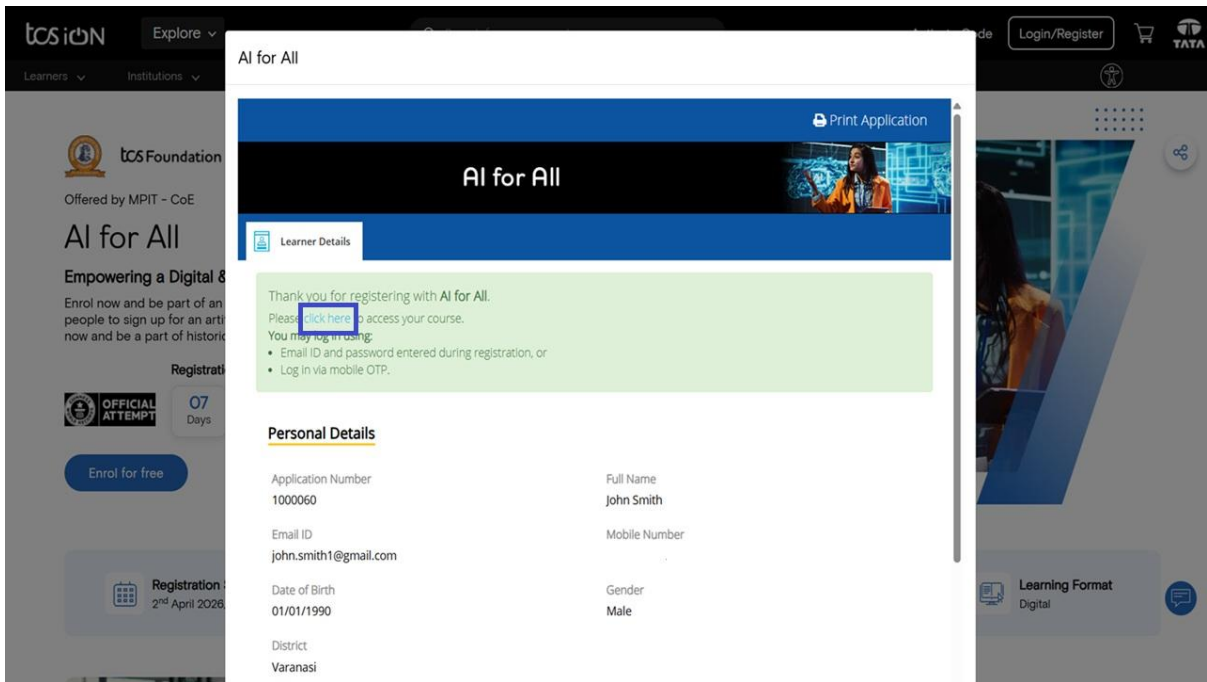 tcs iON
Explore
de
Login/Register
TATA
Learners
Institutions
AI for All
Print Application
AI for All
Learner Details
tcs Foundation
Offered by MPIT - CoE
AI for All
Empowering a Digital &
Enrol now and be part of an
people to sign up for an arti
now and be a part of historic
Registrati
OFFICIAL
ATTEMPT
07
Days
Enrol for free
Thank you for registering with AI for All.
Please click here to access your course.
You may log in using:
• Email ID and password entered during registration, or
• Log in via mobile OTP.
Personal Details
Application Number
1000060
Full Name
John Smith
Email ID
john.smith1@gmail.com
Mobile Number
Date of Birth
01/01/1990
Gender
Male
District
Varanasi
Registration
2nd April 2026,
Learning Format
Digital